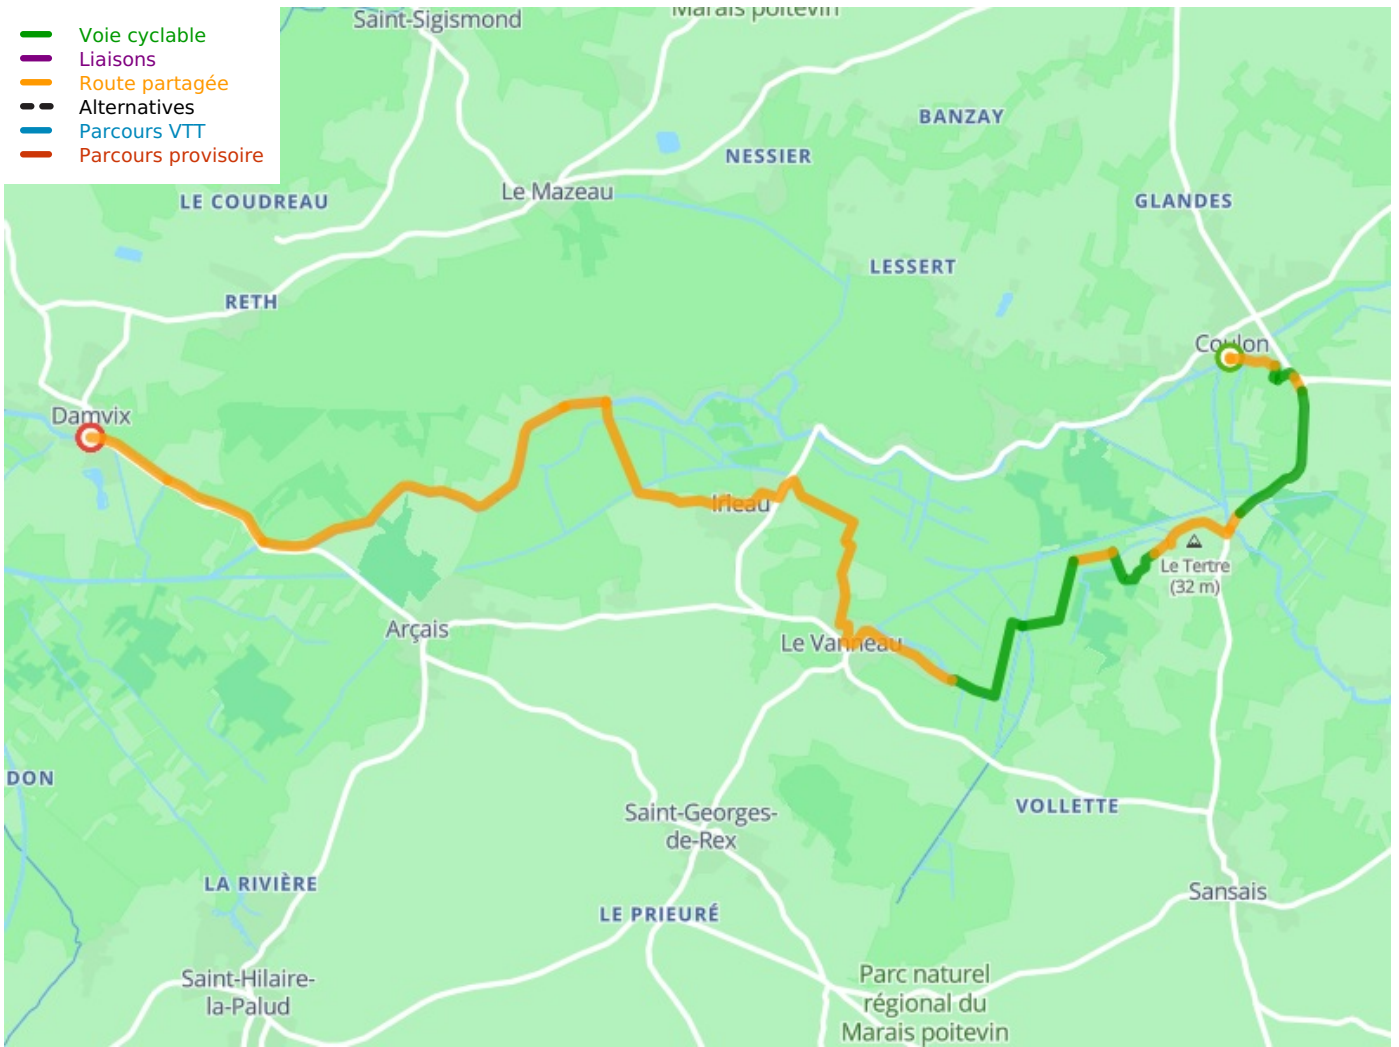 Voie cyclable
Liaisons
Route partagée
Alternatives
Parcours VTT
Parcours provisoire
Saint-Sigismond
Marais poitevin
BANZAY
NESSIER
Le Mazeau
LE COUDREAU
GLANDES
LESSERT
RETH
Coulon
Damvix
Irleau
Le Tertre
(32 m)
Arçais
Le Vanneau
DON
VOLLETTE
Saint-Georges-
de-Rex
LA RIVIÈRE
Sansais
LE PRIEURÉ
Saint-Hilaire-
la-Palud
Parc naturel
régional du
Marais poitevin